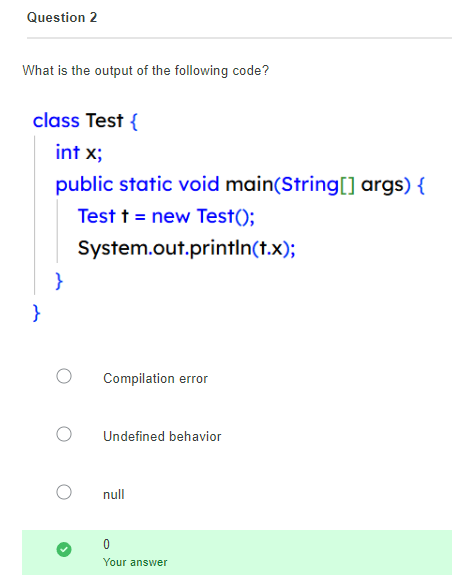 Question 2
What is the output of the following code?
class Test {
int x;
public static void main(String[] args) {
Test t = new Test();
System.out.println(t.x);
}
}
Compilation error
Undefined behavior
null
0
Your answer